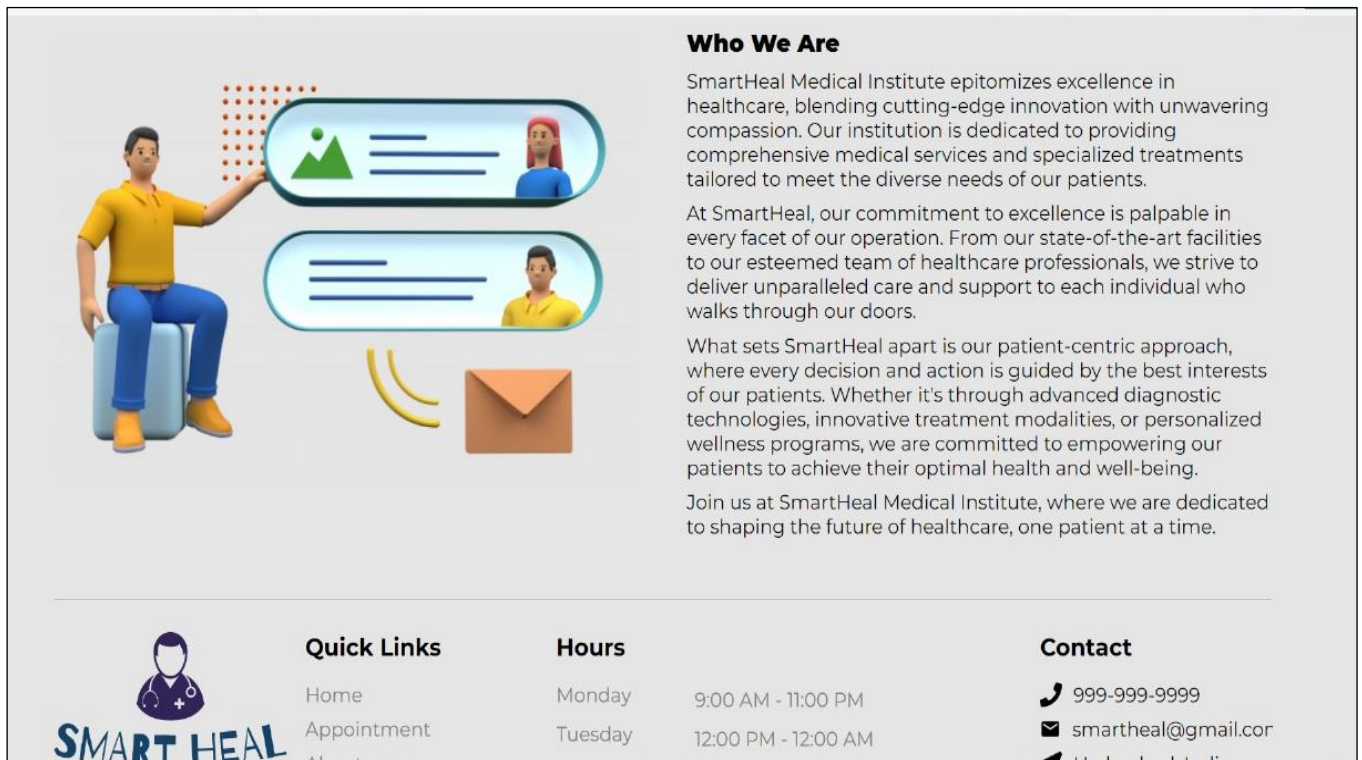 Who We Are
SmartHeal Medical Institute epitomizes excellence in
healthcare, blending cutting-edge innovation with unwavering
compassion. Our institution is dedicated to providing
comprehensive medical services and specialized treatments
tailored to meet the diverse needs of our patients.
At SmartHeal, our commitment to excellence is palpable in
every facet of our operation. From our state-of-the-art facilities
to our esteemed team of healthcare professionals, we strive to
deliver unparalleled care and support to each individual who
walks through our doors.
What sets SmartHeal apart is our patient-centric approach,
where every decision and action is guided by the best interests
of our patients. Whether it's through advanced diagnostic
technologies, innovative treatment modalities, or personalized
wellness programs, we are committed to empowering our
patients to achieve their optimal health and well-being.
Join us at SmartHeal Medical Institute, where we are dedicated
to shaping the future of healthcare, one patient at a time.
SMART HEAL
Quick Links
Home
Appointment
Hours
Monday 9:00 AM - 11:00 PM
Tuesday 12:00 PM - 12:00 AM
Contact
999-999-9999
smartheal@gmail.cor